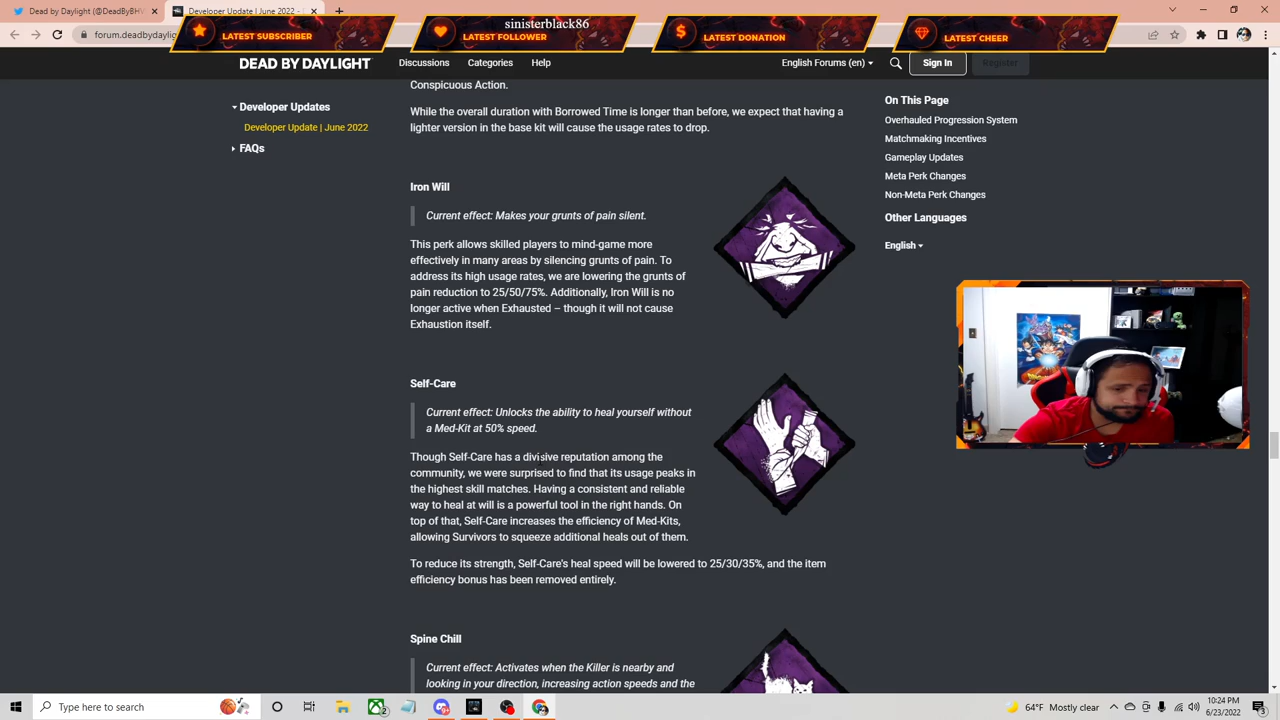 (1) Dead by Daylight (@DeadByBHV
Developer Update | June 2022 -
forum.deadbydaylig
sinisterblack86
LATEST SUBSCRIBER
LATEST FOLLOWER
LATEST DONATION
LATEST CHEER
DEAD BY DAYLIGHT
Discussions
Categories
Help
English Forums (en)
Sign In
Register
Developer Updates
Developer Update | June 2022
FAQs
Conspicuous Action.
While the overall duration with Borrowed Time is longer than before, we expect that having a
lighter version in the base kit will cause the usage rates to drop.
Iron Will
Current effect: Makes your grunts of pain silent.
This perk allows skilled players to mind-game more
effectively in many areas by silencing grunts of pain. To
address its high usage rates, we are lowering the grunts of
pain reduction to 25/50/75%. Additionally, Iron Will is no
longer active when Exhausted – though it will not cause
Exhaustion itself.
Self-Care
Current effect: Unlocks the ability to heal yourself without
a Med-Kit at 50% speed.
Though Self-Care has a divisive reputation among the
community, we were surprised to find that its usage peaks in
the highest skill matches. Having a consistent and reliable
way to heal at will is a powerful tool in the right hands. On
top of that, Self-Care increases the efficiency of Med-Kits,
allowing Survivors to squeeze additional heals out of them.
To reduce its strength, Self-Care's heal speed will be lowered to 25/30/35%, and the item
efficiency bonus has been removed entirely.
Spine Chill
Current effect: Activates when the Killer is nearby and
looking in your direction, increasing action speeds and the
On This Page
Overhauled Progression System
Matchmaking Incentives
Gameplay Updates
Meta Perk Changes
Non-Meta Perk Changes
Other Languages
English
Type here to search
64°F Mostly clear
10:24 PM
6/23/2022